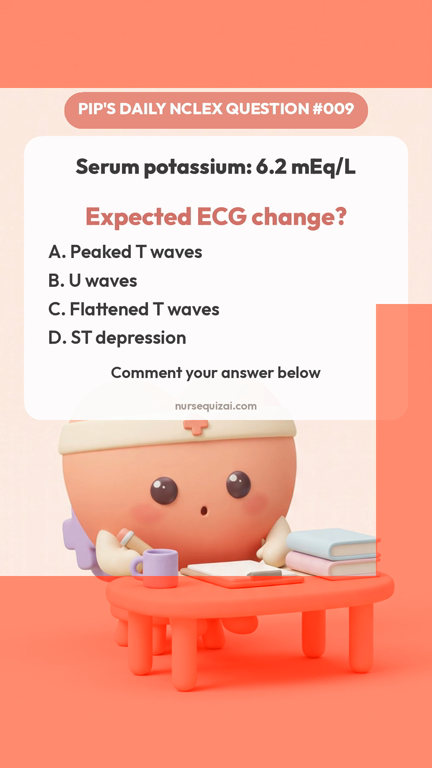 PIP'S DAILY NCLEX QUESTION #009
Serum potassium: 6.2 mEq/L
Expected ECG change?
A. Peaked T waves
B. U waves
C. Flattened T waves
D. ST depression
Comment your answer below
nursequizai.com